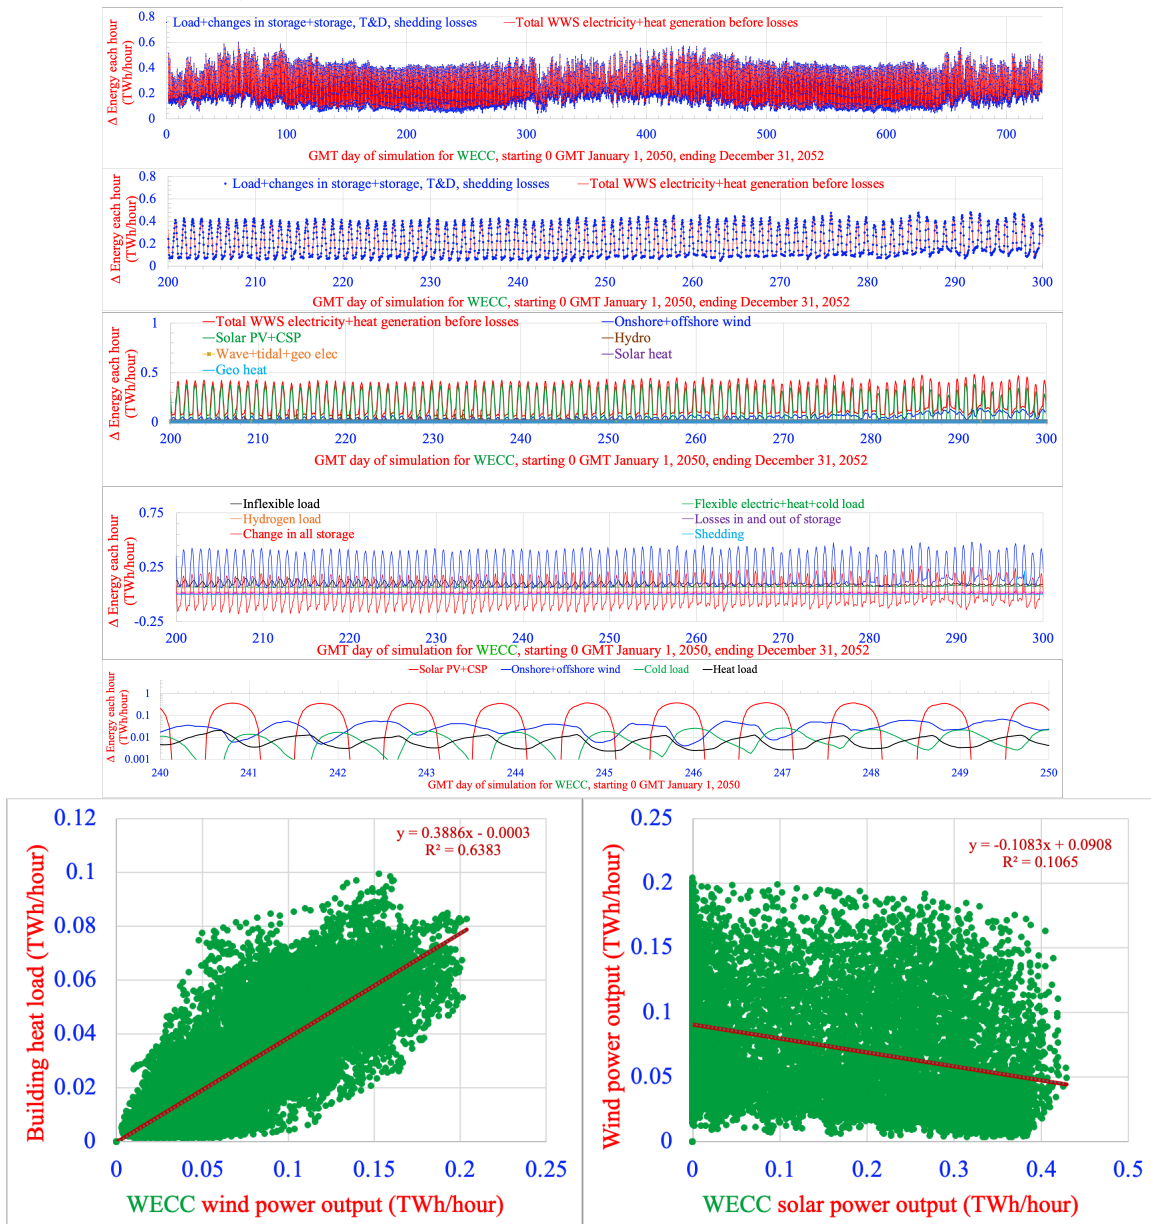 Load+changes in storage+storage, T&D, shedding losses
Total WWS electricity+heat generation before losses
Δ Energy each hour
(TWh/hour)
0.8
0.6
0.4
0.2
0
0 100 200 300 400 500 600 700
GMT day of simulation for WECC, starting 0 GMT January 1, 2050, ending December 31, 2052
Load+changes in storage+storage, T&D, shedding losses
Total WWS electricity+heat generation before losses
Δ Energy each hour
(TWh/hour)
0.8
0.6
0.4
0.2
0
200 210 220 230 240 250 260 270 280 290 300
GMT day of simulation for WECC, starting 0 GMT January 1, 2050, ending December 31, 2052
Total WWS electricity+heat generation before losses
Onshore+offshore wind
Solar PV+CSP
Hydro
Wave+tidal+geo elec
Solar heat
Geo heat
Δ Energy each hour
(TWh/hour)
1
0.5
0
200 210 220 230 240 250 260 270 280 290 300
GMT day of simulation for WECC, starting 0 GMT January 1, 2050, ending December 31, 2052
Inflexible load
Flexible electric+heat+cold load
Hydrogen load
Losses in and out of storage
Change in all storage
Shedding
Δ Energy each hour
(TWh/hour)
0.75
0.25
-0.25
200 210 220 230 240 250 260 270 280 290 300
GMT day of simulation for WECC, starting 0 GMT January 1, 2050, ending December 31, 2052
Solar PV+CSP
Onshore+offshore wind
Cold load
Heat load
Δ Energy each hour
(TWh/hour)
1
0.1
0.01
0.001
240 241 242 243 244 245 246 247 248 249 250
GMT day of simulation for WECC, starting 0 GMT January 1, 2050
Building heat load (TWh/hour)
0.12
0.1
0.08
0.06
0.04
0.02
0
y = 0.3886x - 0.0003
R² = 0.6383
0 0.05 0.1 0.15 0.2 0.25
WECC wind power output (TWh/hour)
Wind power output (TWh/hour)
0.25
0.2
0.15
0.1
0.05
0
y = -0.1083x + 0.0908
R² = 0.1065
0 0.1 0.2 0.3 0.4 0.5
WECC solar power output (TWh/hour)